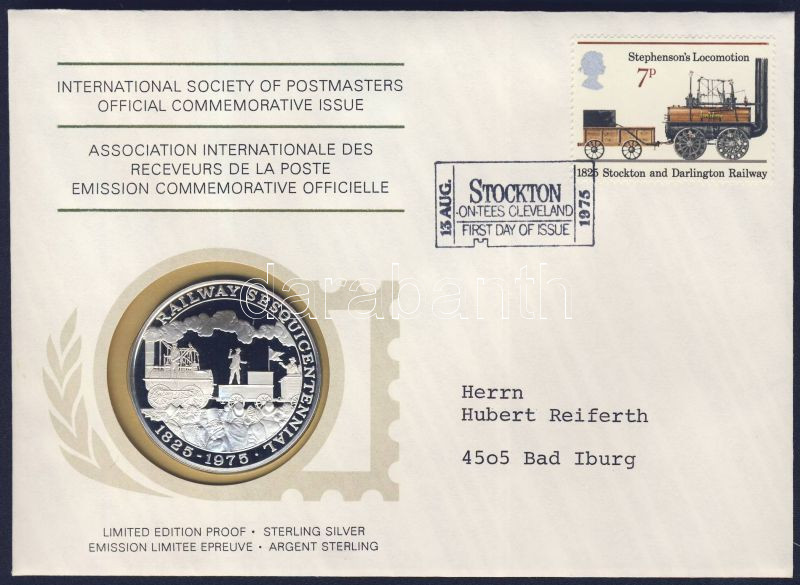 INTERNATIONAL SOCIETY OF POSTMASTERS
OFFICIAL COMMEMORATIVE ISSUE
ASSOCIATION INTERNATIONALE DES
RECEVEURS DE LA POSTE
EMISSION COMMEMORATIVE OFFICIELLE
Stephenson's Locomotion
7P
1825 Stockton and Darlington Railway
13 AUG.
STOCKTON
-ON-TEES CLEVELAND
FIRST DAY OF ISSUE
1975
darabanth
RAILWAY SESQUICENTENNIAL
1825-1975
Herrn
Hubert Reiferth
45o5 Bad Iburg
LIMITED EDITION PROOF • STERLING SILVER
EMISSION LIMITEE EPREUVE • ARGENT STERLING